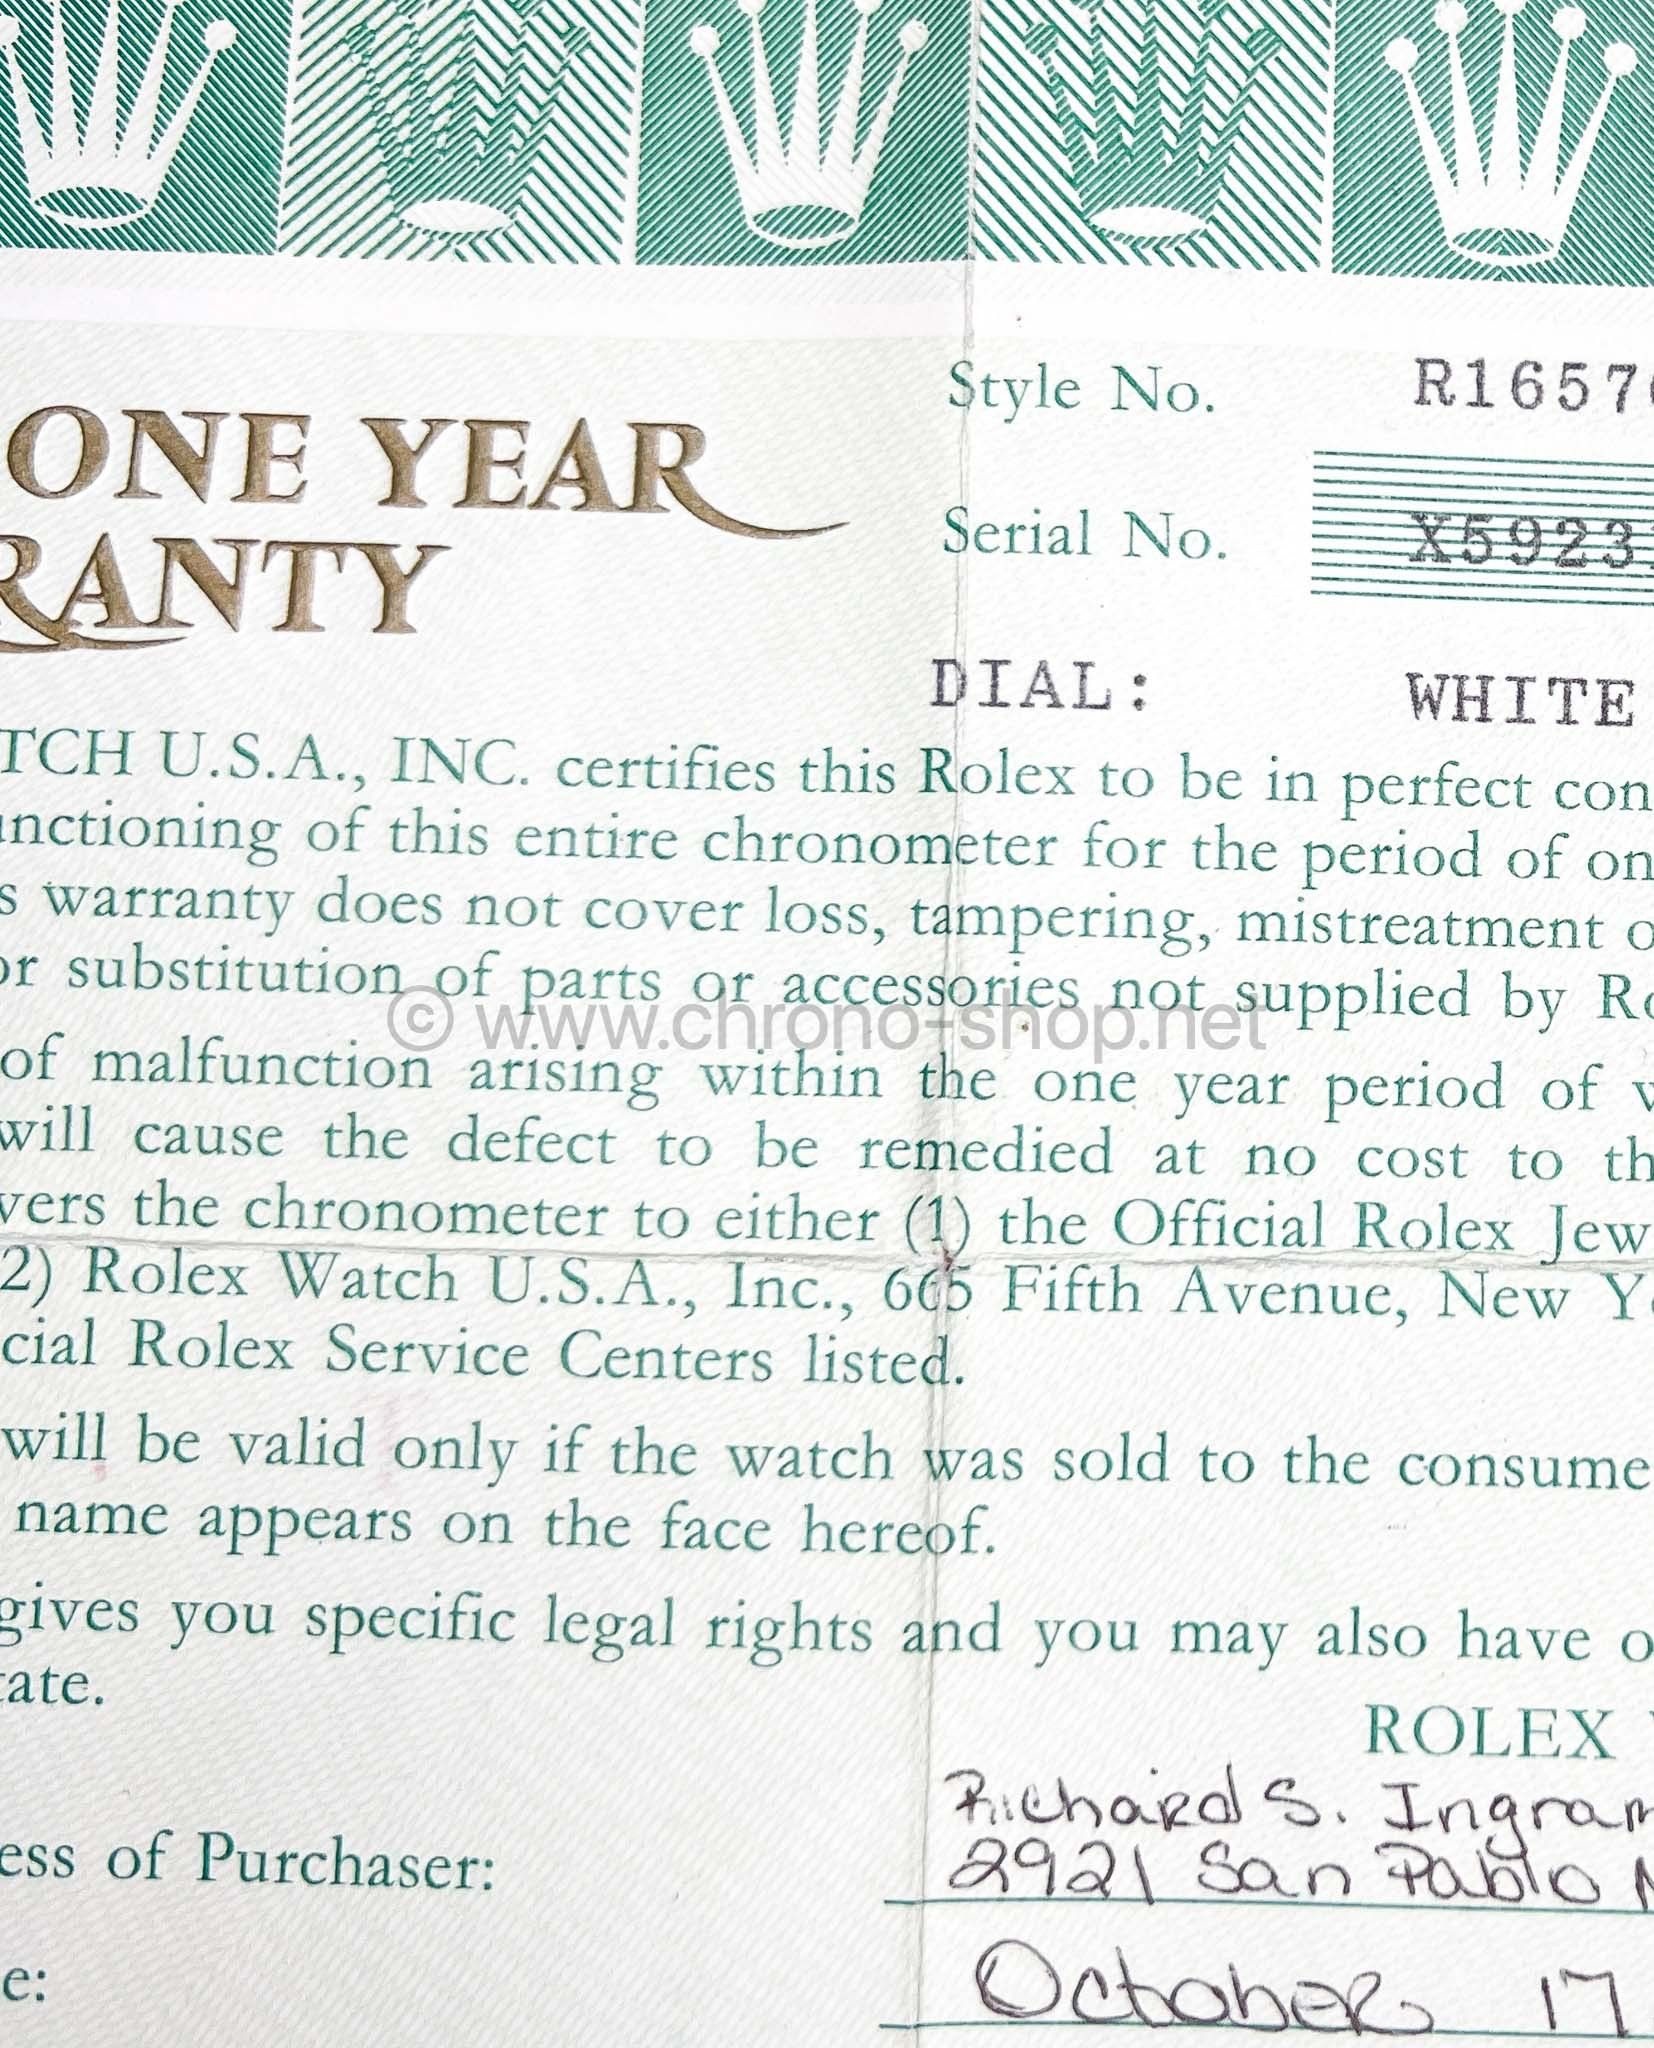 Style No. R1657
ONE YEAR
Serial No. X5923
RANTY
DIAL: WHITE
TCH U.S.A., INC. certifies this Rolex to be in perfect con
unctioning of this entire chronometer for the period of on
s warranty does not cover loss, tampering, mistreatment o
or substitution of parts or accessories not supplied by Ro
© www.chrono-shop.net
of malfunction arising within the one year period of w
will cause the defect to be remedied at no cost to th
vers the chronometer to either (1) the Official Rolex Jew
2) Rolex Watch U.S.A., Inc., 665 Fifth Avenue, New Yo
cial Rolex Service Centers listed.
will be valid only if the watch was sold to the consume
name appears on the face hereof.
gives you specific legal rights and you may also have o
tate.
ROLEX
Richard S. Ingram
ess of Purchaser: 2921 San Pablo N
e: October 17